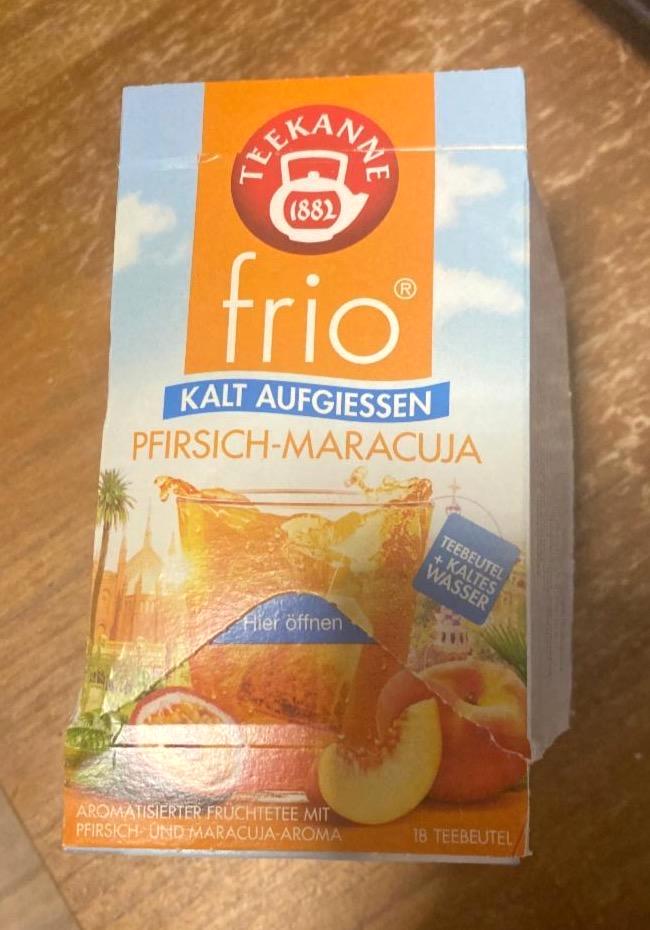 TEEKANNE
1882
frio®
KALT AUFGIESSEN
PFIRSICH-MARACUJA
TEEBEUTEL
+ KALTES
WASSER
Hier öffnen
AROMATISIERTER FRÜCHTETEE MIT
PFIRSICH- UND MARACUJA-AROMA
18 TEEBEUTEL